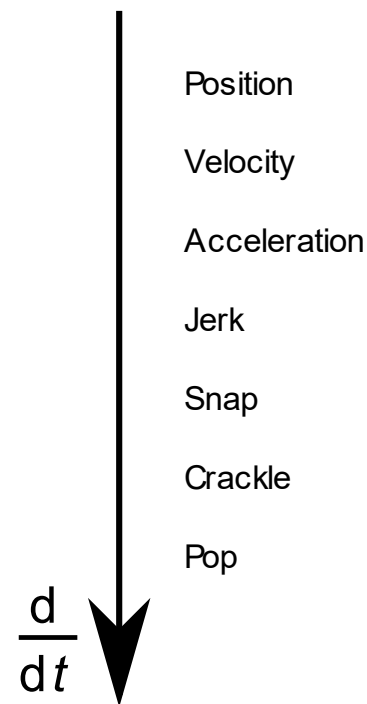 Position
Velocity
Acceleration
Jerk
Snap
Crackle
Pop
d
dt